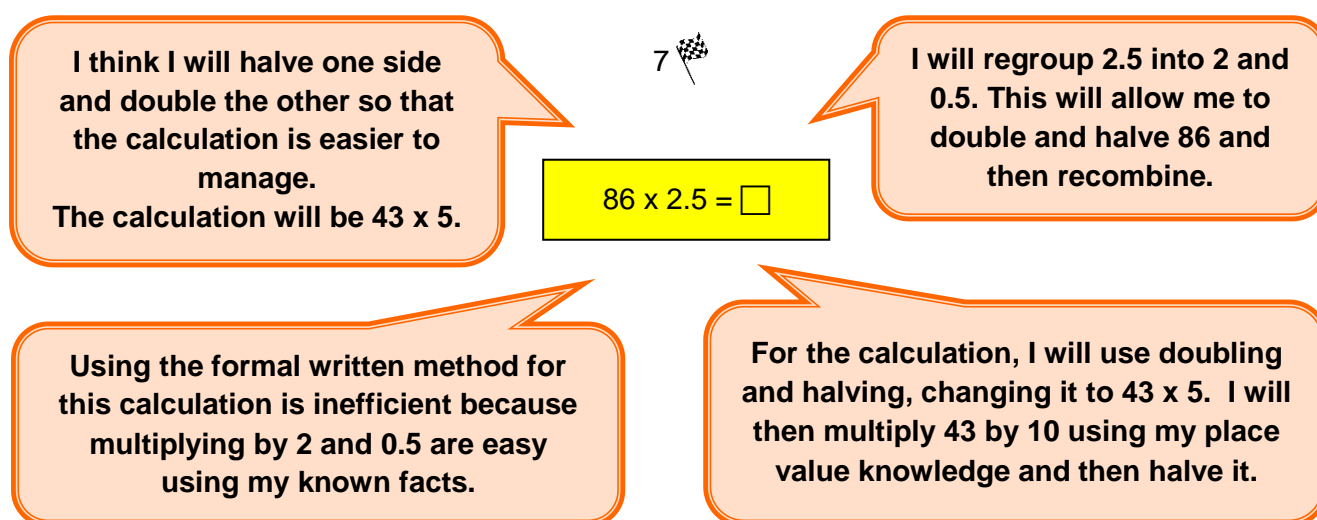 I think I will halve one side
and double the other so that
the calculation is easier to
manage.
The calculation will be 43 x 5.
7
I will regroup 2.5 into 2 and
0.5. This will allow me to
double and halve 86 and
then recombine.
86 x 2.5 = □
Using the formal written method for
this calculation is inefficient because
multiplying by 2 and 0.5 are easy
using my known facts.
For the calculation, I will use doubling
and halving, changing it to 43 x 5.  I will
then multiply 43 by 10 using my place
value knowledge and then halve it.